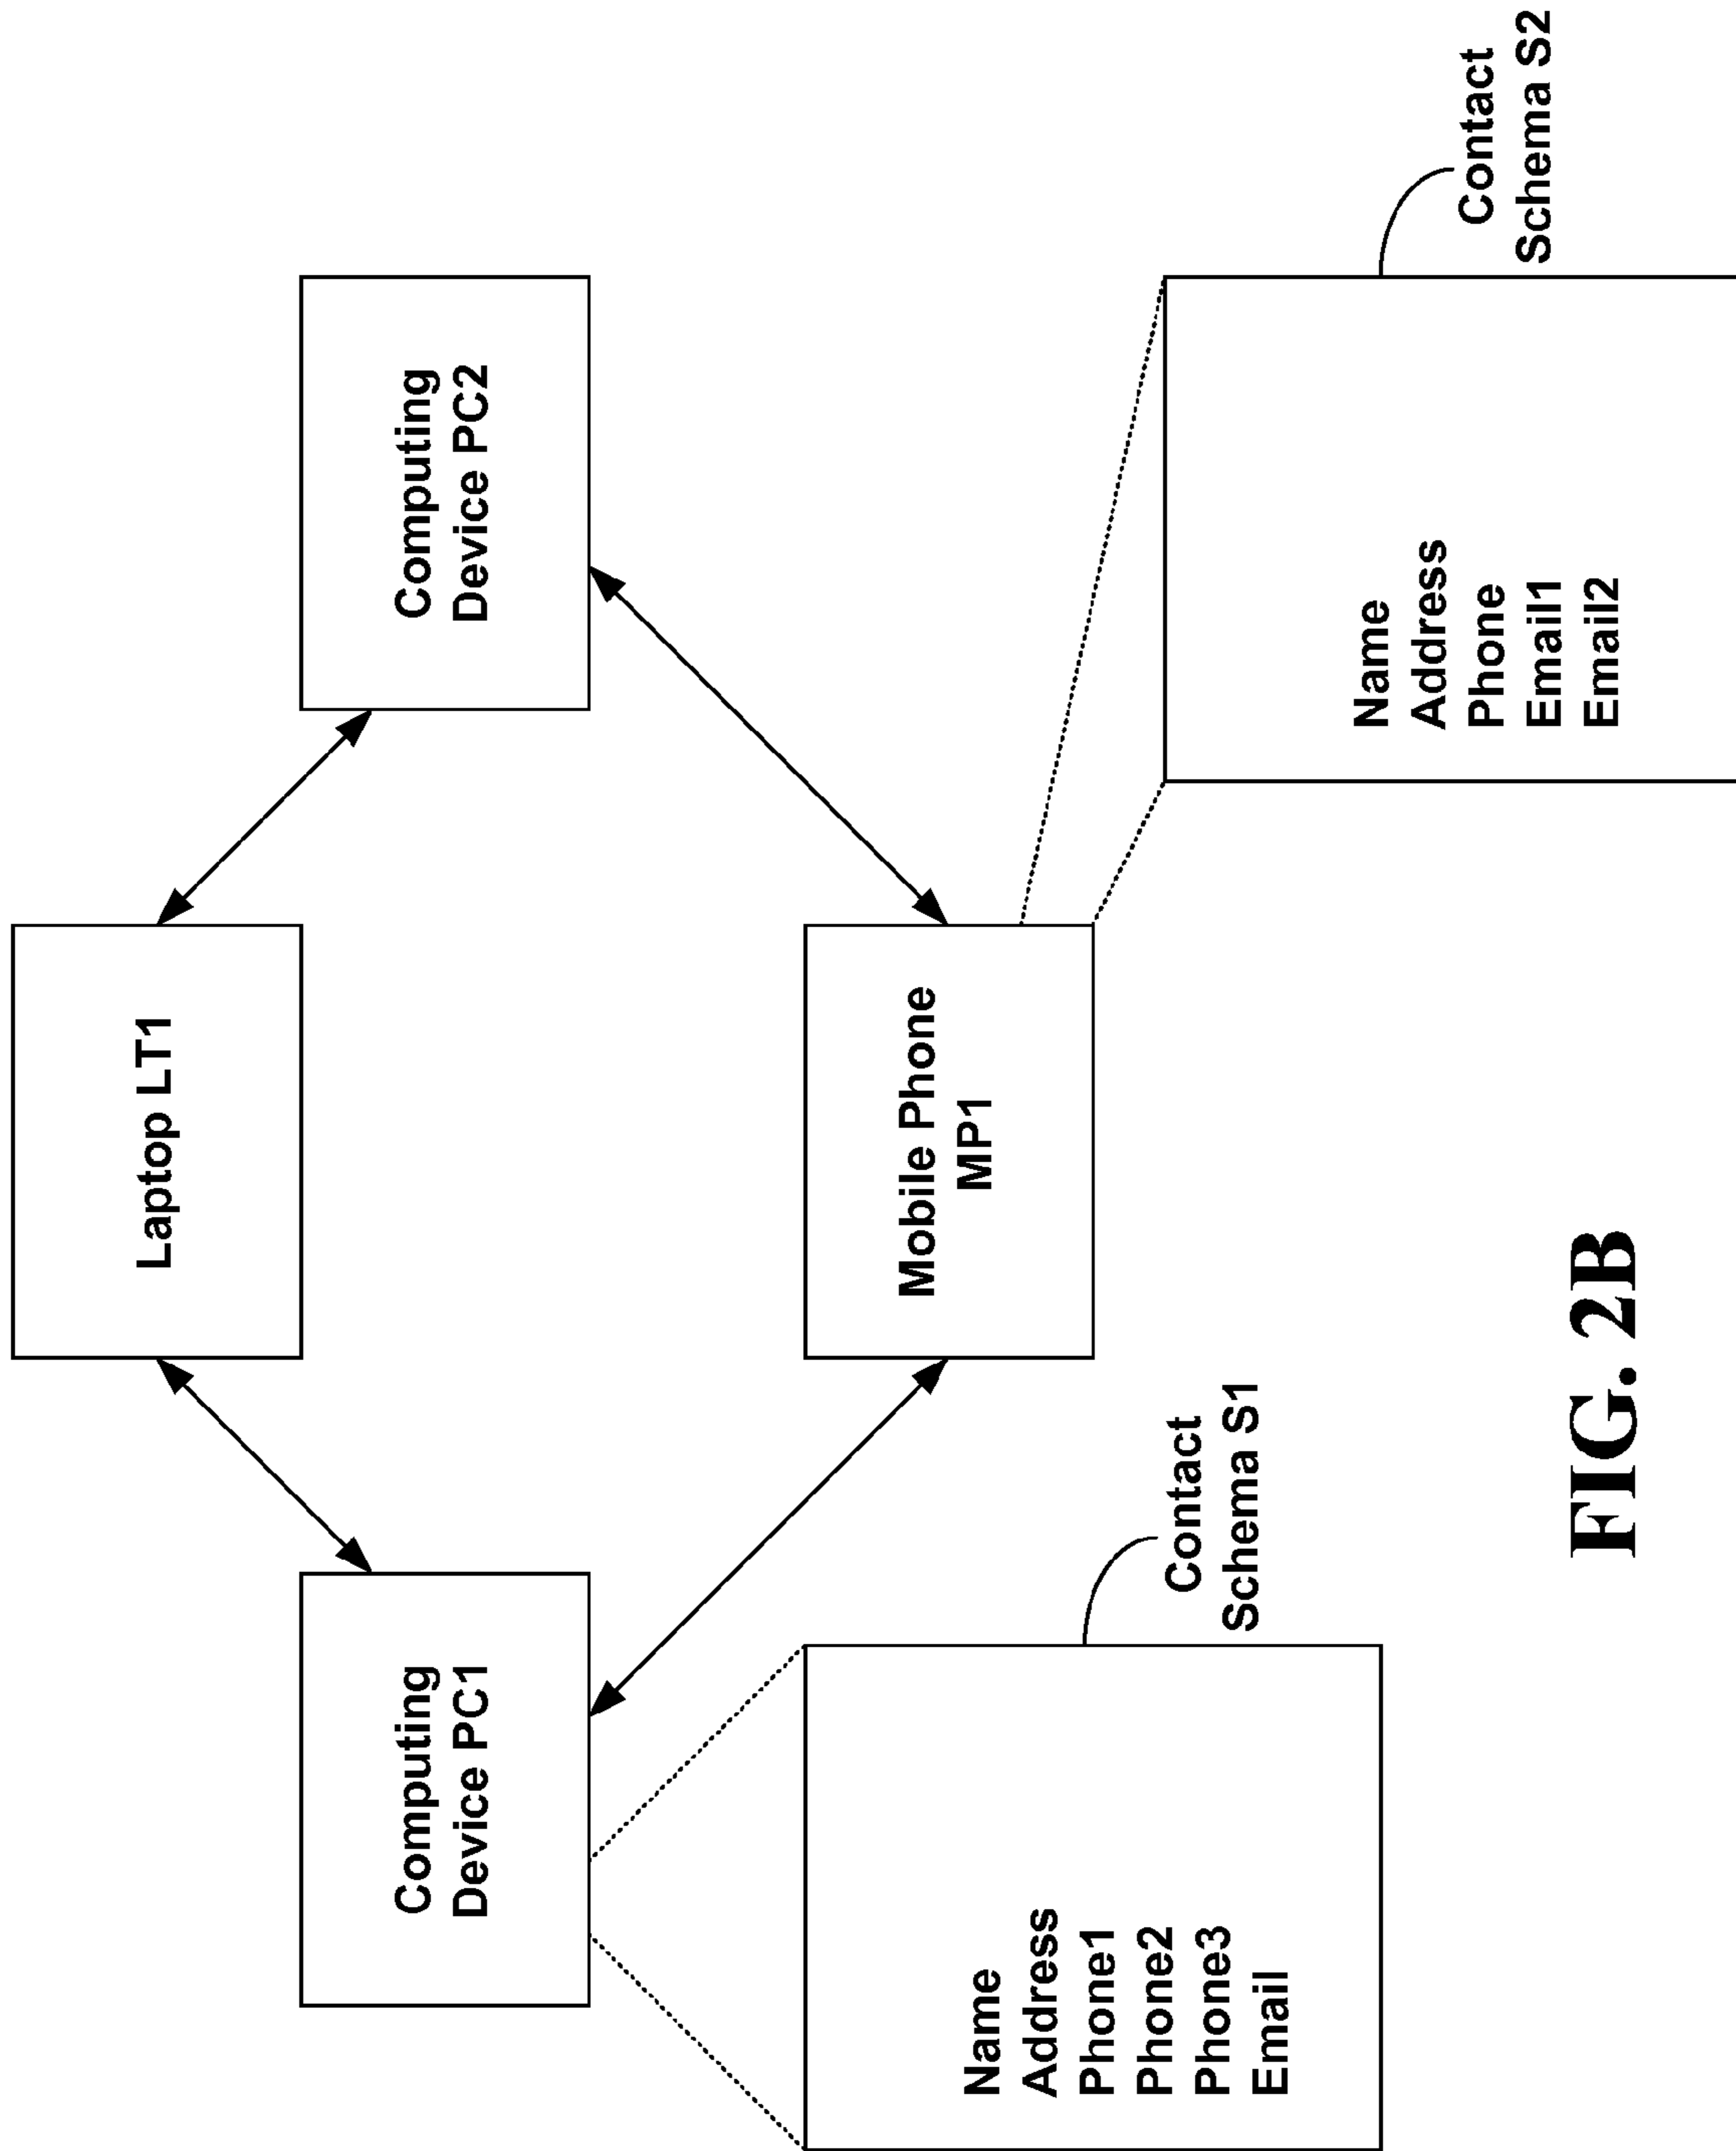 Laptop LT1
Computing
Device PC1
Computing
Device PC2
Mobile Phone
MP1
Name
Address
Phone1
Phone2
Phone3
Email
Contact
Schema S1
Name
Address
Phone
Email1
Email2
Contact
Schema S2
FIG. 2B